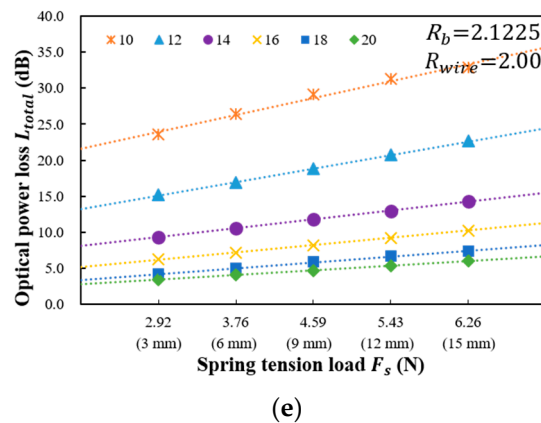 40.0
35.0
30.0
25.0
20.0
15.0
10.0
5.0
0.0
Optical power loss L_total (dB)
10 12 14 16 18 20
R_b=2.1225
R_wire=2.00
2.92 3.76 4.59 5.43 6.26
(3 mm) (6 mm) (9 mm) (12 mm) (15 mm)
Spring tension load F_s (N)
(e)